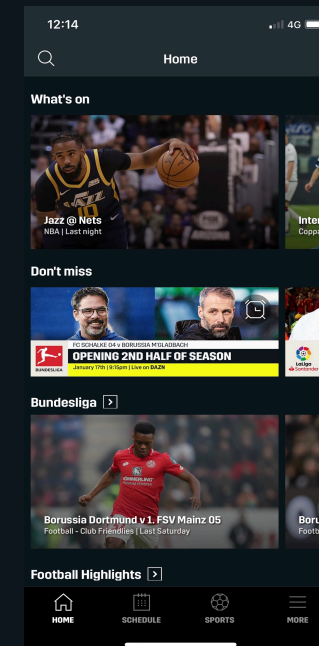 12:14
4G
Home
What's on
JAZZ
10
Jazz @ Nets
NBA | Last night
Inter
Coppa
Don't miss
FC SCHALKE 04 v BORUSSIA M'GLADBACH
OPENING 2ND HALF OF SEASON
January 17th | 9:15pm | Live on DAZN
BUNDESLIGA
LaLiga
Santander
Bundesliga
Borussia Dortmund v 1. FSV Mainz 05
Football - Club Friendlies | Last Saturday
Boru
Footb
Football Highlights
HOME
SCHEDULE
SPORTS
MORE